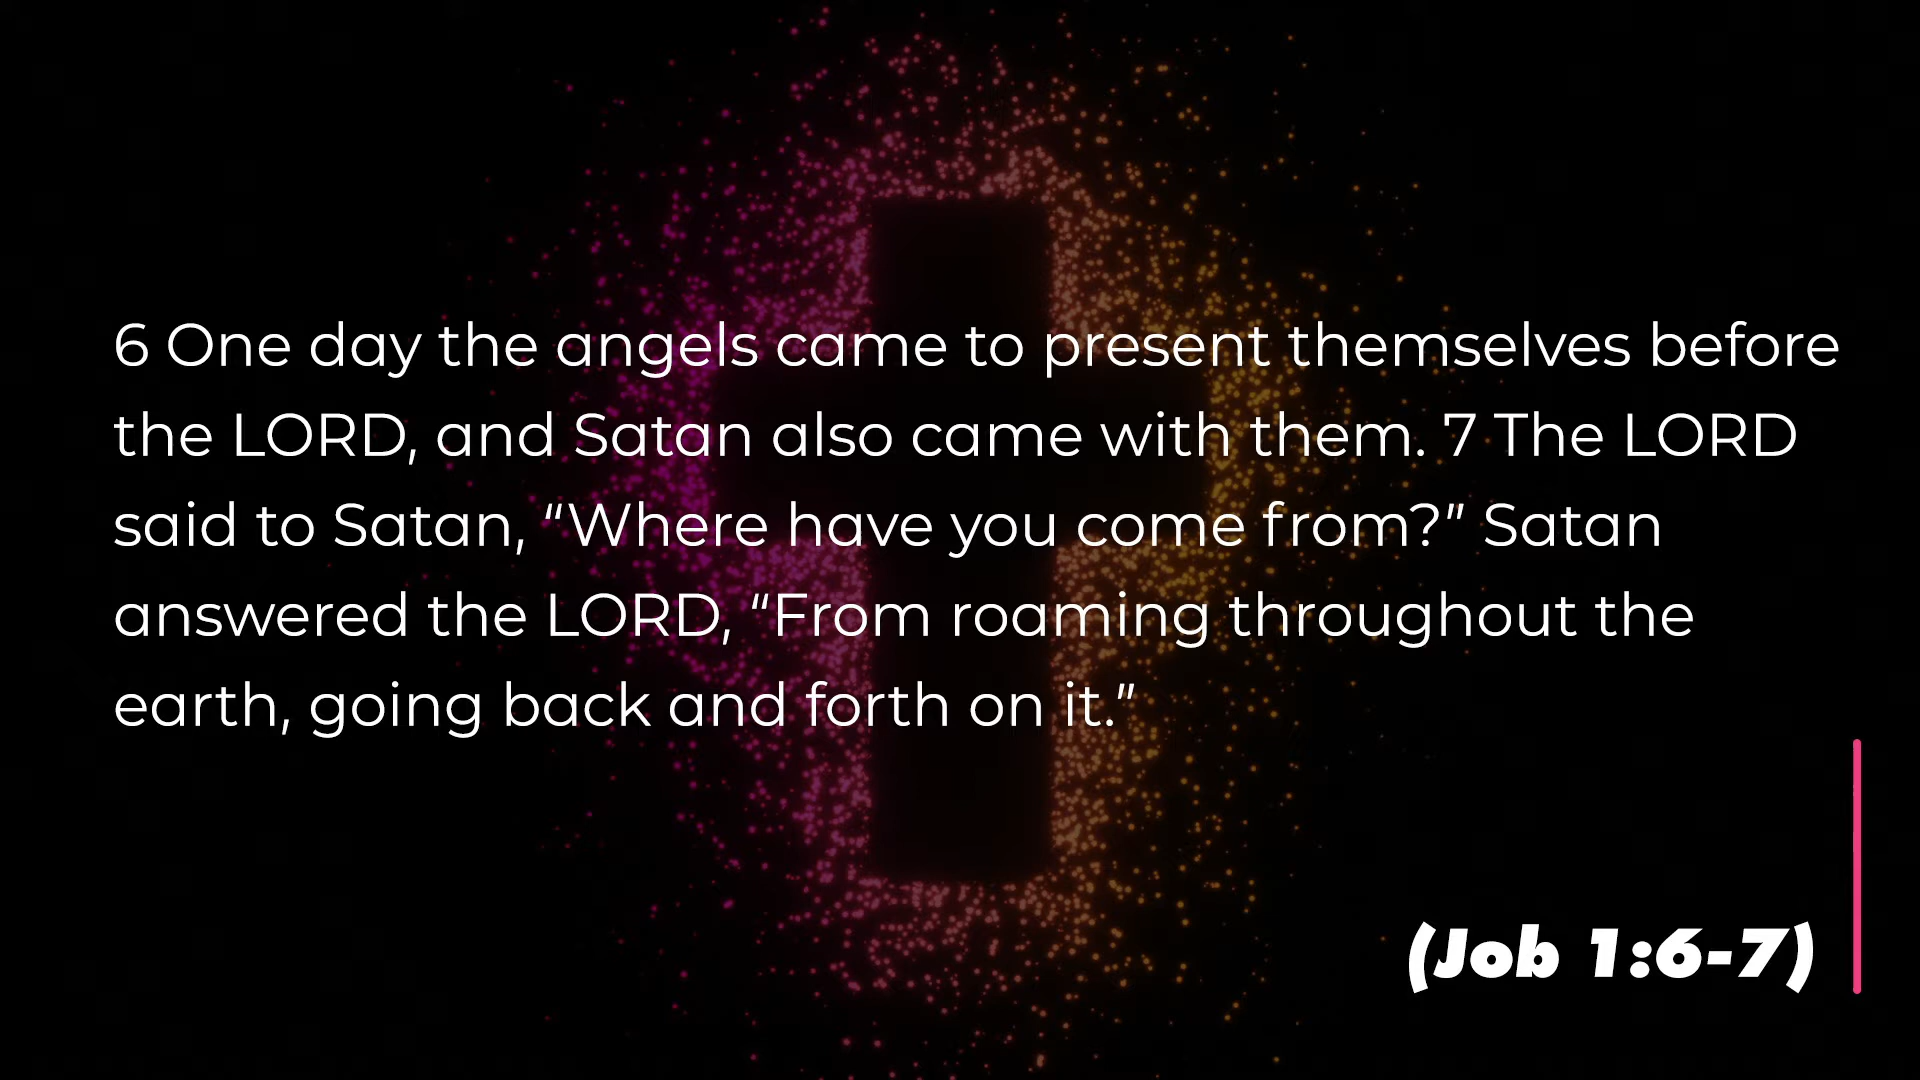 6 One day the angels came to present themselves before
the LORD, and Satan also came with them. 7 The LORD
said to Satan, “Where have you come from?” Satan
answered the LORD, “From roaming throughout the
earth, going back and forth on it.”
(Job 1:6-7)